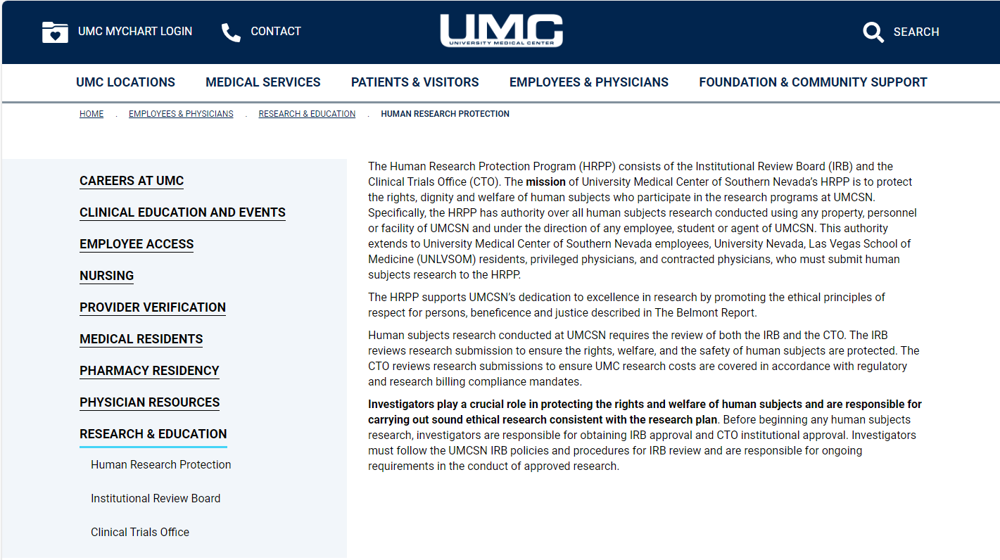 UMC MYCHART LOGIN
CONTACT
UMC
UNIVERSITY MEDICAL CENTER
SEARCH
UMC LOCATIONS
MEDICAL SERVICES
PATIENTS & VISITORS
EMPLOYEES & PHYSICIANS
FOUNDATION & COMMUNITY SUPPORT
HOME . EMPLOYEES & PHYSICIANS . RESEARCH & EDUCATION . HUMAN RESEARCH PROTECTION
CAREERS AT UMC
CLINICAL EDUCATION AND EVENTS
EMPLOYEE ACCESS
NURSING
PROVIDER VERIFICATION
MEDICAL RESIDENTS
PHARMACY RESIDENCY
PHYSICIAN RESOURCES
RESEARCH & EDUCATION
Human Research Protection
Institutional Review Board
Clinical Trials Office
The Human Research Protection Program (HRPP) consists of the Institutional Review Board (IRB) and the
Clinical Trials Office (CTO). The mission of University Medical Center of Southern Nevada's HRPP is to protect
the rights, dignity and welfare of human subjects who participate in the research programs at UMCSN.
Specifically, the HRPP has authority over all human subjects research conducted using any property, personnel
or facility of UMCSN and under the direction of any employee, student or agent of UMCSN. This authority
extends to University Medical Center of Southern Nevada employees, University Nevada, Las Vegas School of
Medicine (UNLVSOM) residents, privileged physicians, and contracted physicians, who must submit human
subjects research to the HRPP.
The HRPP supports UMCSN's dedication to excellence in research by promoting the ethical principles of
respect for persons, beneficence and justice described in The Belmont Report.
Human subjects research conducted at UMCSN requires the review of both the IRB and the CTO. The IRB
reviews research submission to ensure the rights, welfare, and the safety of human subjects are protected. The
CTO reviews research submissions to ensure UMC research costs are covered in accordance with regulatory
and research billing compliance mandates.
Investigators play a crucial role in protecting the rights and welfare of human subjects and are responsible for
carrying out sound ethical research consistent with the research plan. Before beginning any human subjects
research, investigators are responsible for obtaining IRB approval and CTO institutional approval. Investigators
must follow the UMCSN IRB policies and procedures for IRB review and are responsible for ongoing
requirements in the conduct of approved research.